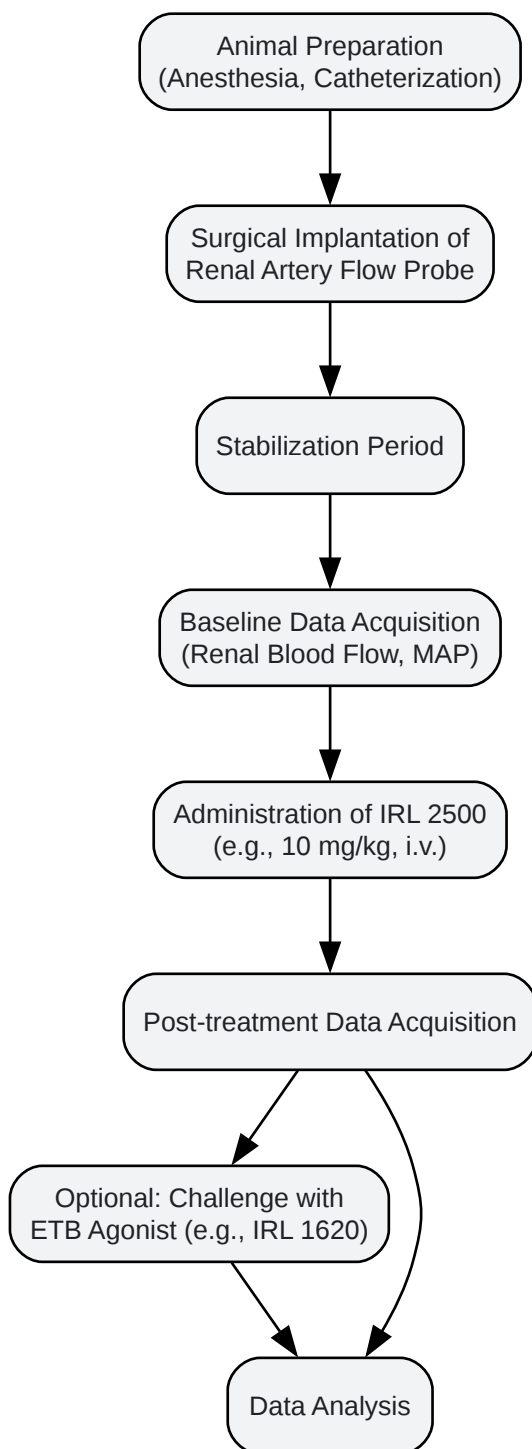 Animal Preparation
(Anesthesia, Catheterization)
Surgical Implantation of
Renal Artery Flow Probe
Stabilization Period
Baseline Data Acquisition
(Renal Blood Flow, MAP)
Administration of IRL 2500
(e.g., 10 mg/kg, i.v.)
Post-treatment Data Acquisition
Optional: Challenge with
ETB Agonist (e.g., IRL 1620)
Data Analysis